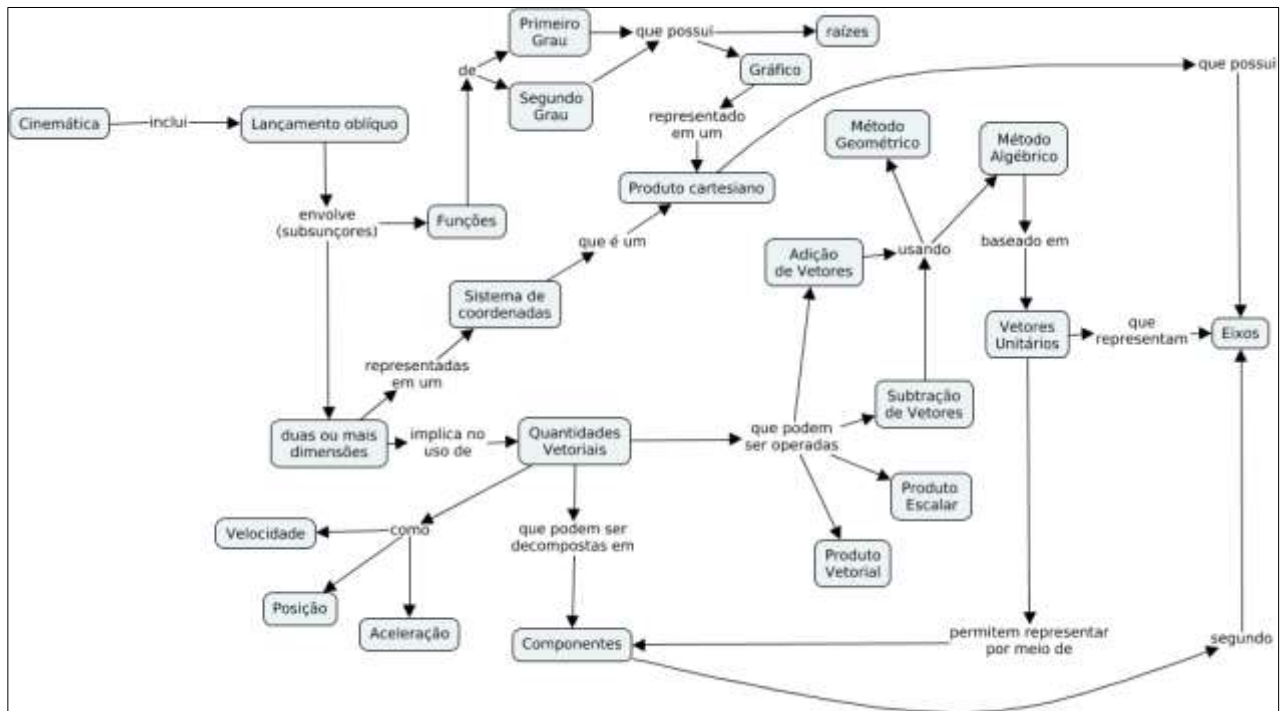 Primeiro
Grau
que possui
raízes
de
Gráfico
que possui
Segundo
Grau
Cinemática
inclui
Lançamento oblíquo
representado
em um
Método
Geométrico
Método
Algébrico
Produto cartesiano
envolve
(subsunçores)
Funções
que é um
Adição
de Vetores
usando
baseado em
Sistema de
coordenadas
Vetores
Unitários
que
representam
Eixos
representadas
em um
Subtração
de Vetores
duas ou mais
dimensões
implica no
uso de
Quantidades
Vetoriais
que podem
ser operadas
Produto
Escalar
Velocidade
como
que podem ser
decompostas em
Produto
Vetorial
Posição
Aceleração
Componentes
permitem representar
por meio de
segundo